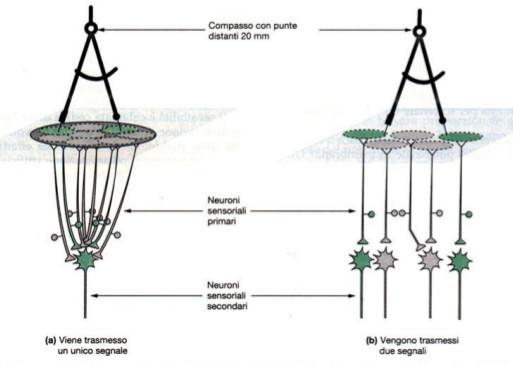 Compasso con punte
distanti 20 mm
Neuroni
sensoriali
primari
Neuroni
sensoriali
secondari
(a) Viene trasmesso
un unico segnale
(b) Vengono trasmessi
due segnali